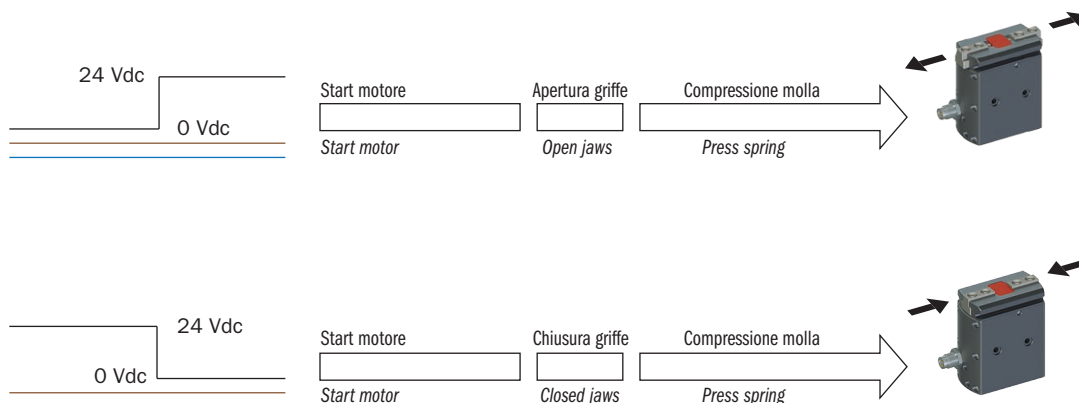 24 Vdc
0 Vdc
Start motore
Apertura griffe
Compressione molla
Start motor
Open jaws
Press spring
24 Vdc
0 Vdc
Start motore
Chiusura griffe
Compressione molla
Start motor
Closed jaws
Press spring